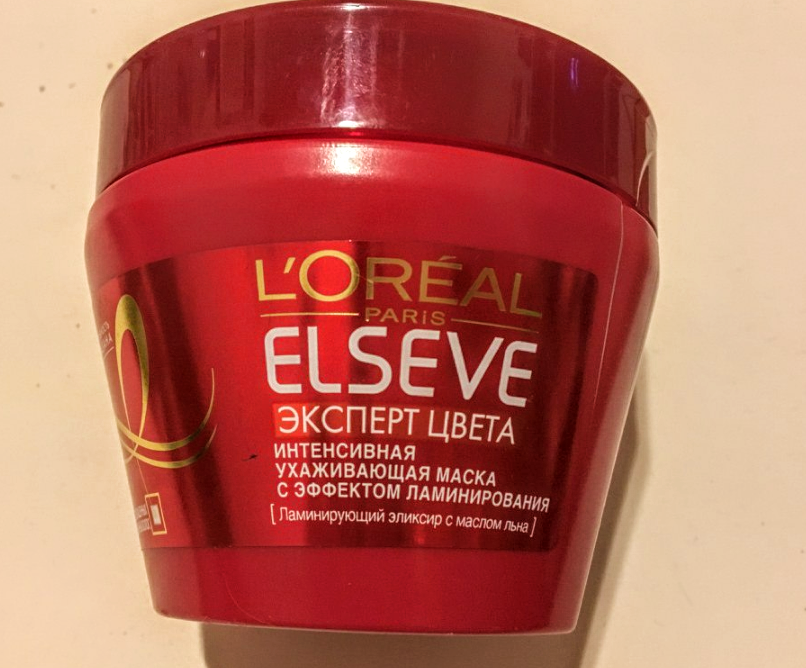 L'ORÉAL
PARIS
ELSEVE
ЭКСПЕРТ ЦВЕТА
ИНТЕНСИВНАЯ
УХАЖИВАЮЩАЯ МАСКА
С ЭФФЕКТОМ ЛАМИНИРОВАНИЯ
[ Ламинирующий эликсир с маслом льна ]